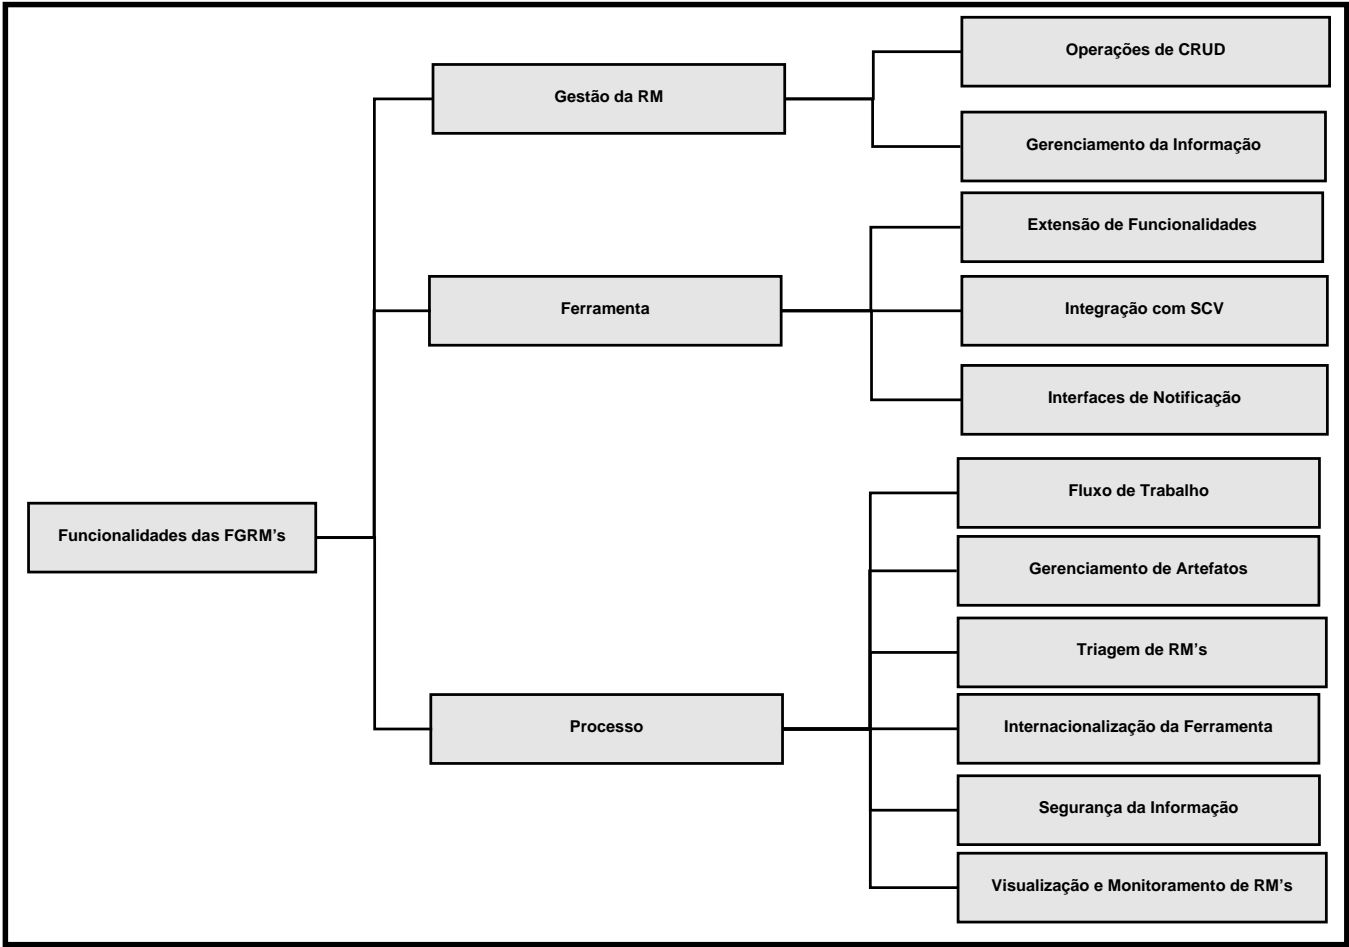 Funcionalidades das FGRM’s
Gestão da RM
Operações de CRUD
Gerenciamento da Informação
Ferramenta
Extensão de Funcionalidades
Integração com SCV
Interfaces de Notificação
Processo
Fluxo de Trabalho
Gerenciamento de Artefatos
Triagem de RM’s
Internacionalização da Ferramenta
Segurança da Informação
Visualização e Monitoramento de RM’s